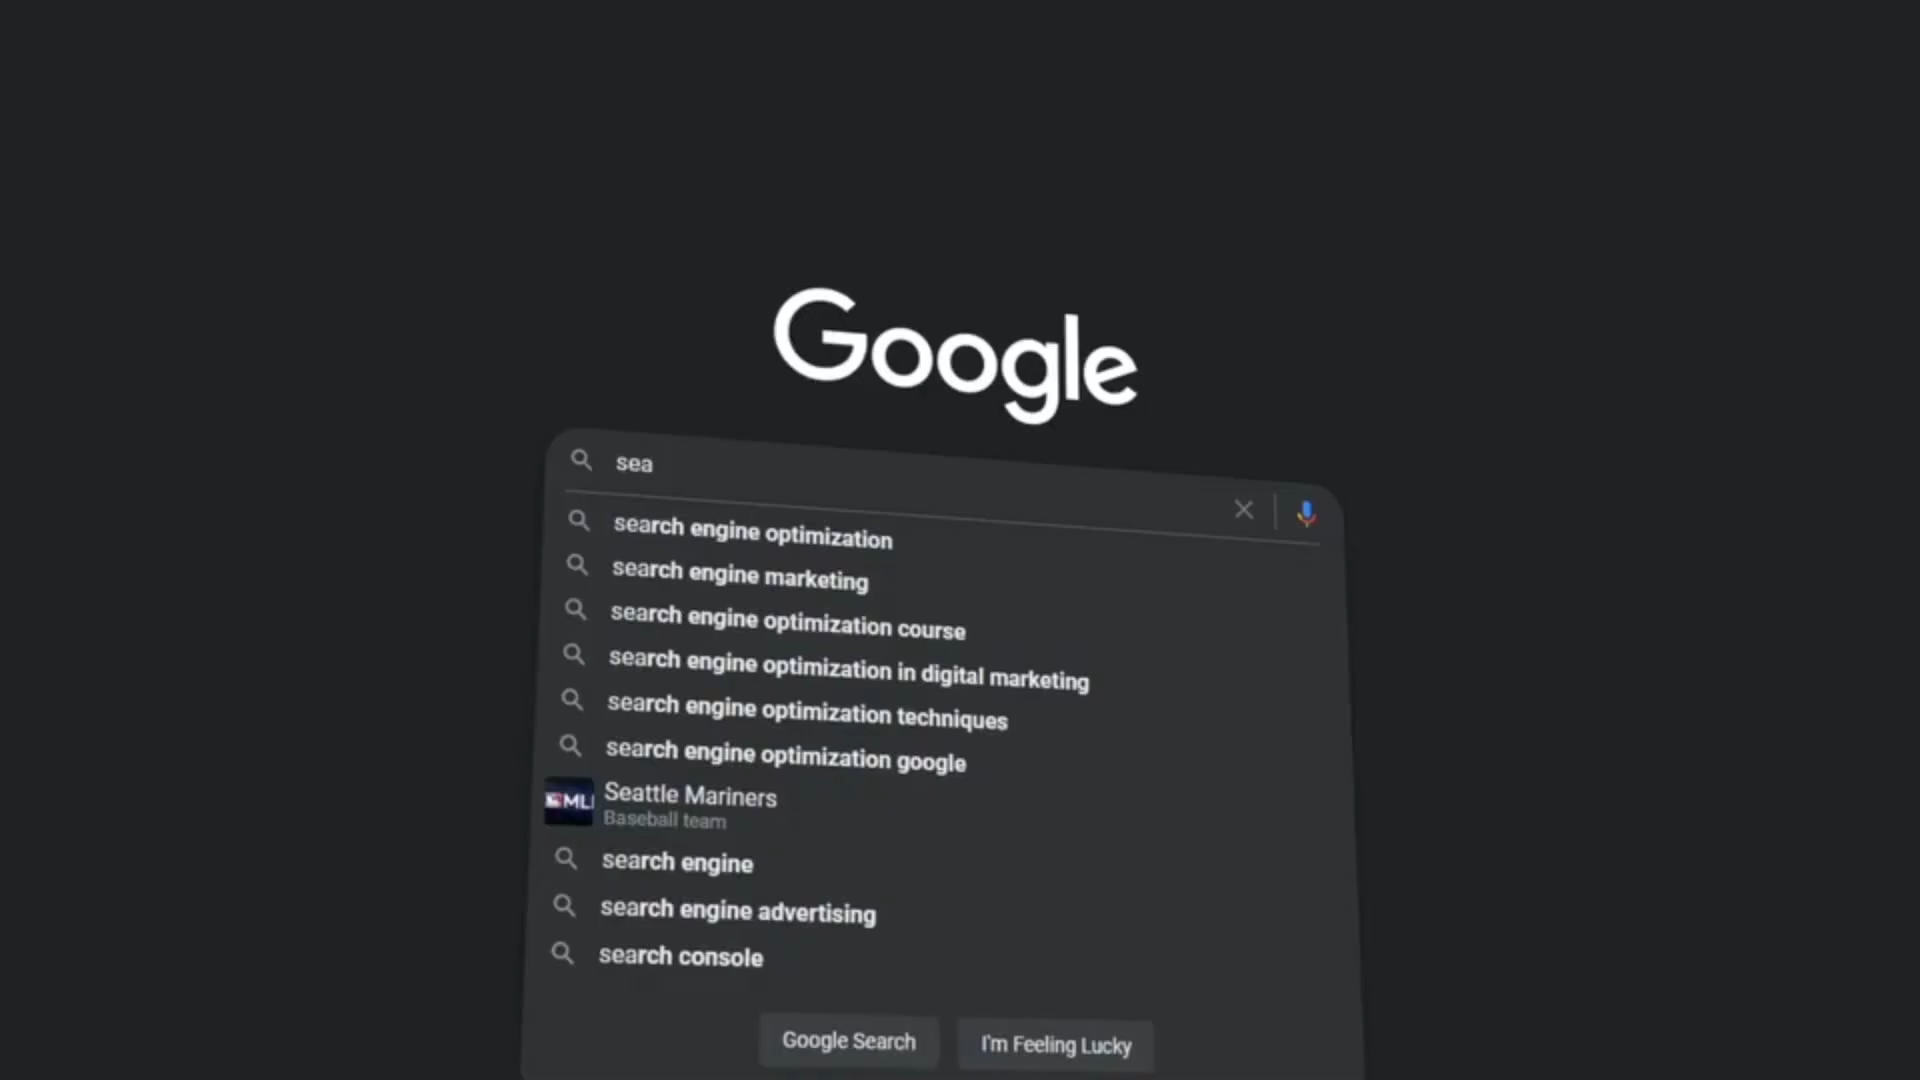 Google
sea
search engine optimization
search engine marketing
search engine optimization course
search engine optimization in digital marketing
search engine optimization techniques
search engine optimization google
Seattle Mariners
Baseball team
search engine
search engine advertising
search console
Google Search
I'm Feeling Lucky